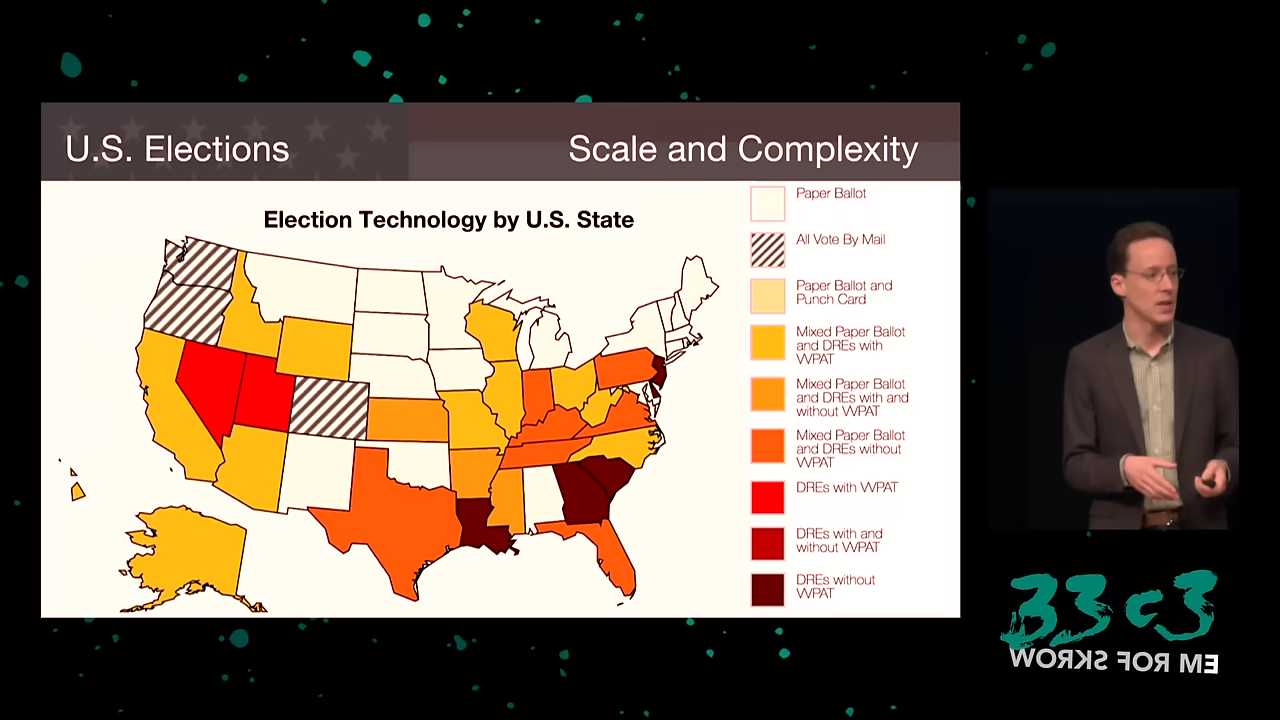 U.S. Elections
Scale and Complexity
Election Technology by U.S. State
Paper Ballot
All Vote By Mail
Paper Ballot and
Punch Card
Mixed Paper Ballot
and DREs with
VVPAT
Mixed Paper Ballot
and DREs with and
without VVPAT
Mixed Paper Ballot
and DREs without
VVPAT
DREs with VVPAT
DREs with and
without VVPAT
DREs without
VVPAT
33c3
WORKS FOR ME